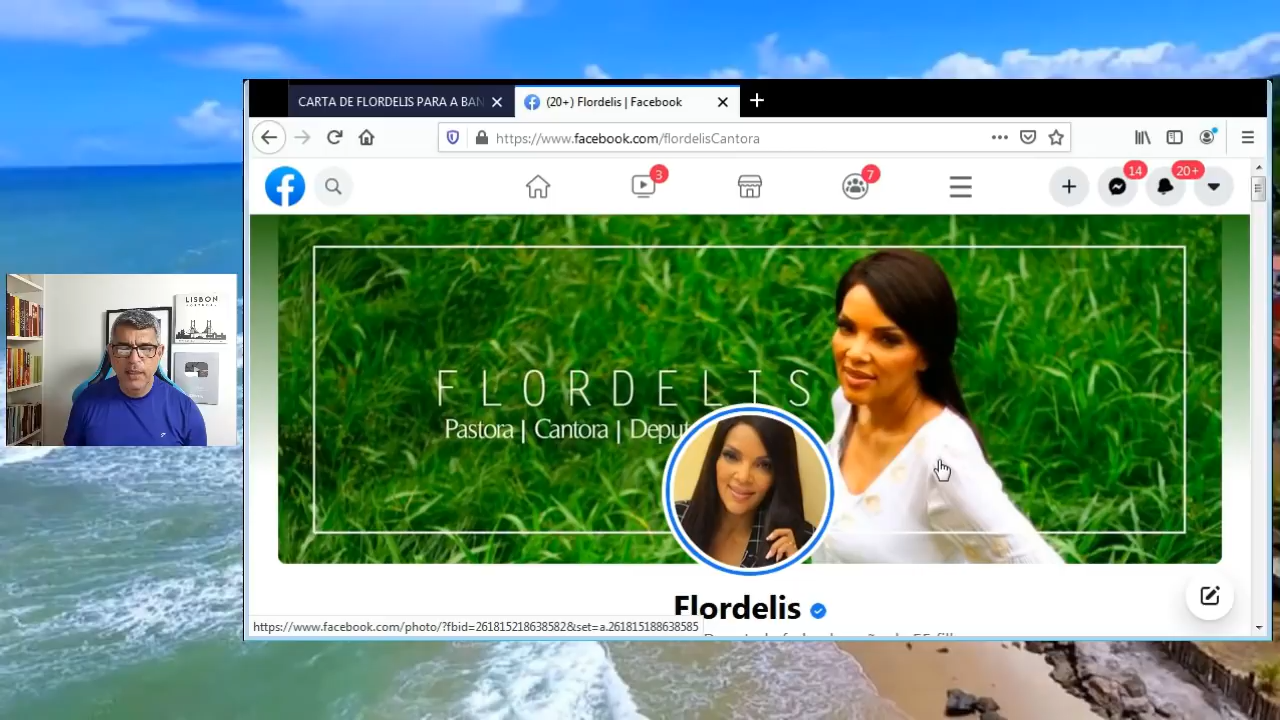 CARTA DE FLORDELIS PARA A BAN
(20+) Flordelis | Facebook
https://www.facebook.com/flordelisCantora
3
7
14
20+
LISBON
FLORDELIS
Pastora | Cantora | Deput
Flordelis
https://www.facebook.com/photo/?fbid=261815218638582&set=a.261815188638585